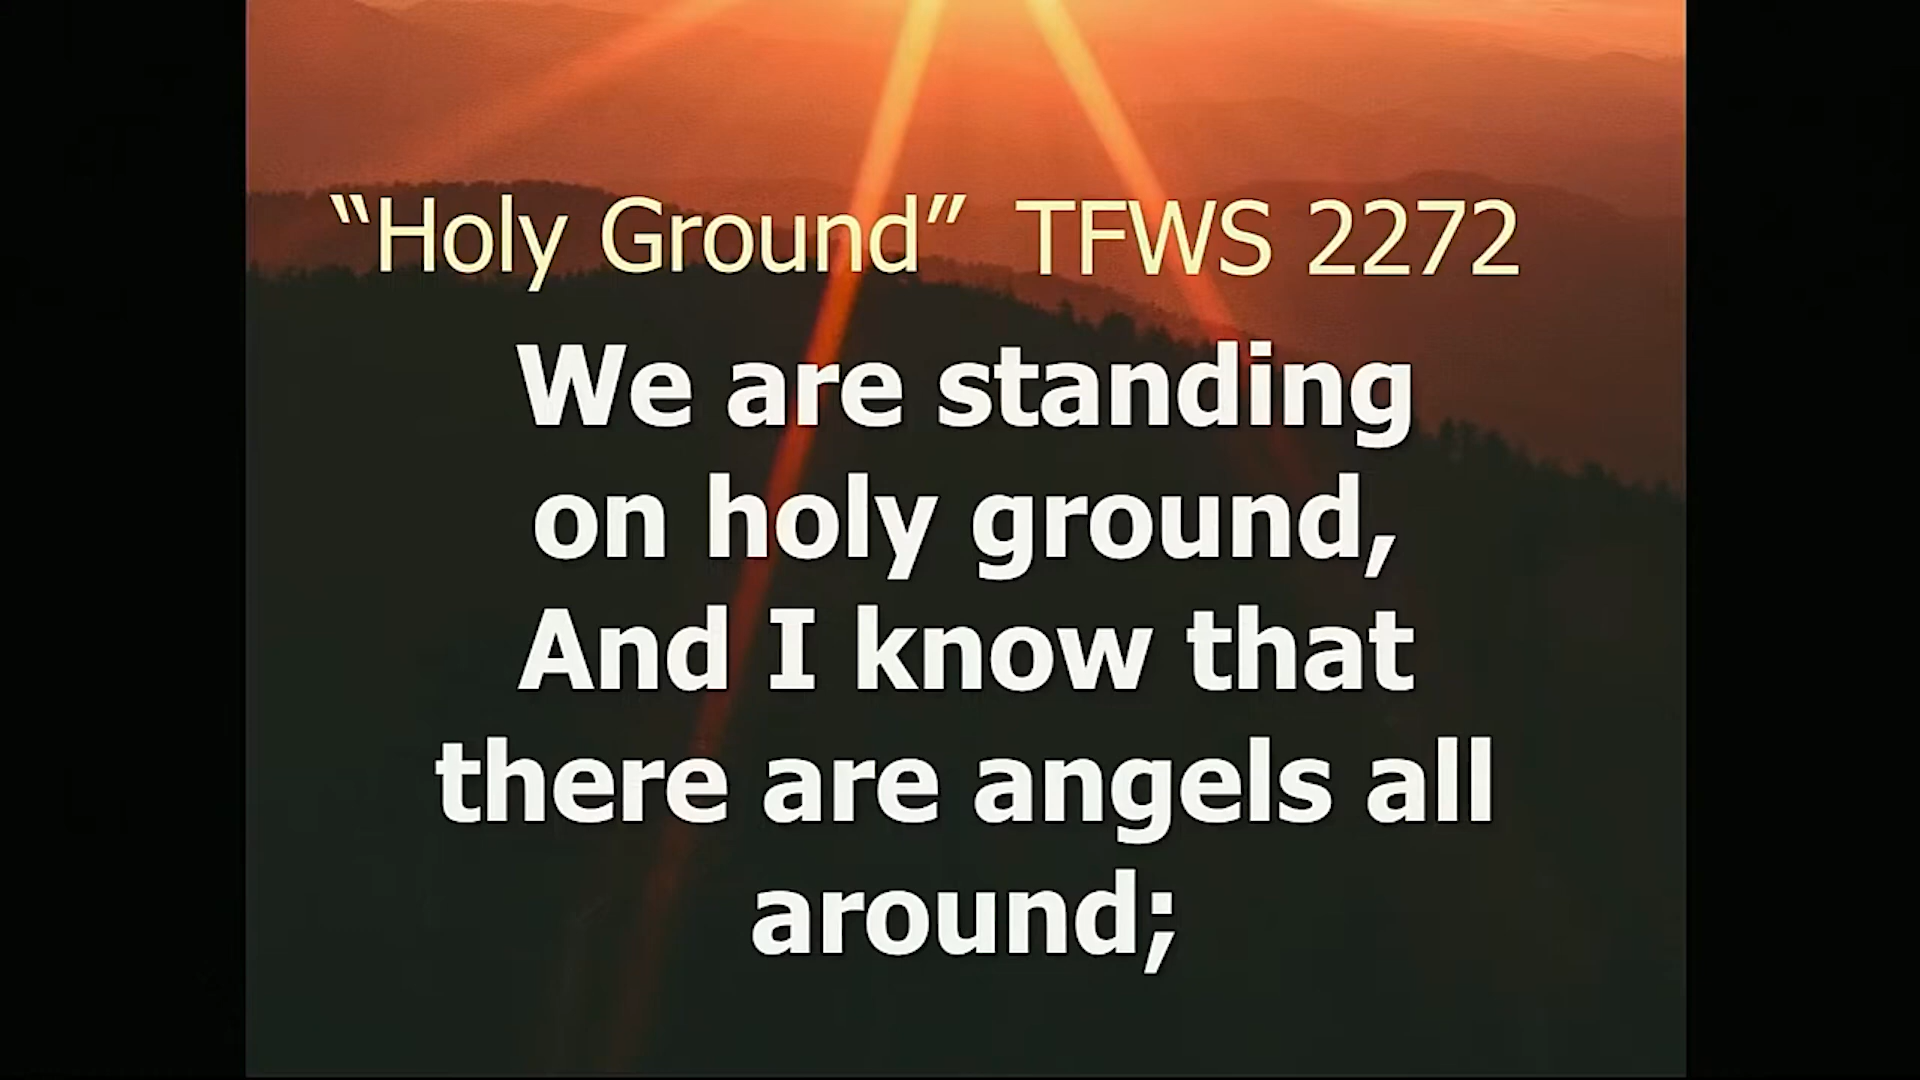 “Holy Ground” TFWS 2272
We are standing
on holy ground,
And I know that
there are angels all
around;